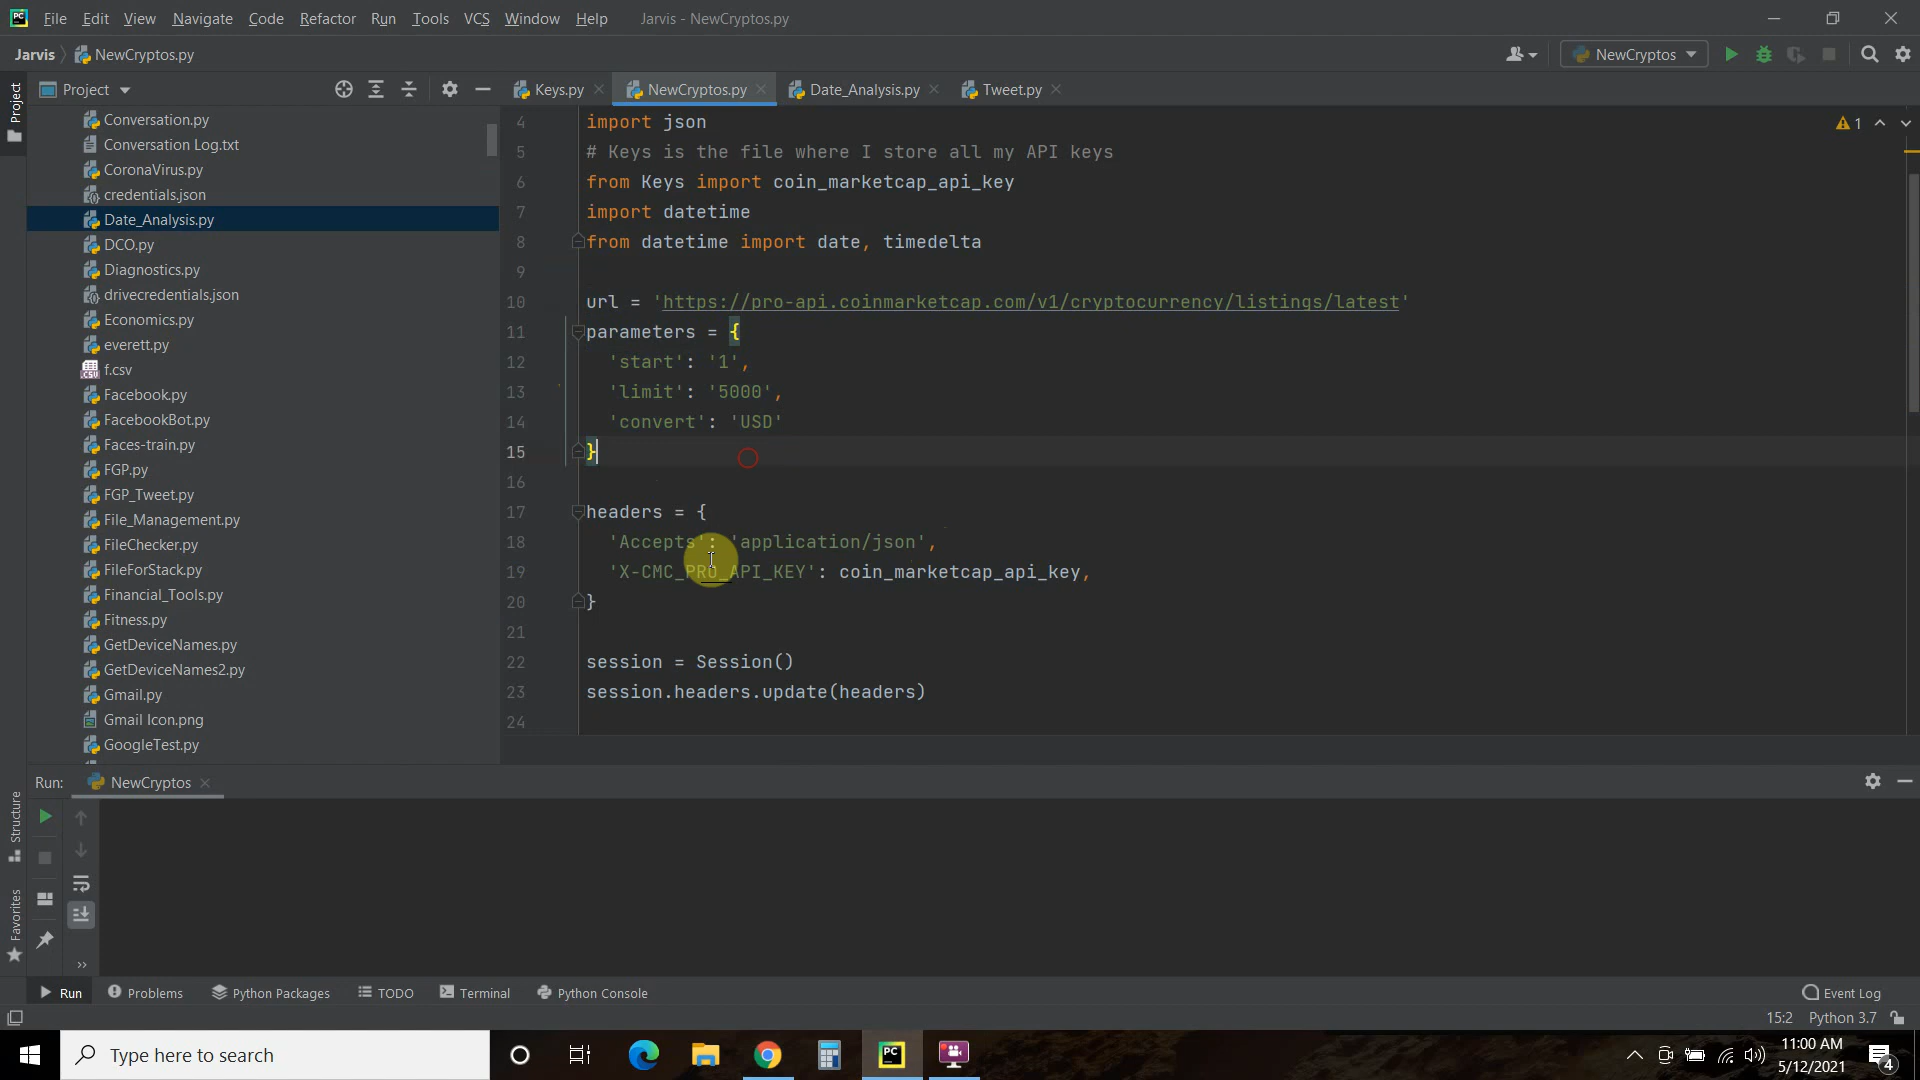 File Edit View Navigate Code Refactor Run Tools VCS Window Help Jarvis - NewCryptos.py
Jarvis NewCryptos.py NewCryptos
Project Keys.py NewCryptos.py Date_Analysis.py Tweet.py
Project
Conversation.py
Conversation Log.txt
CoronaVirus.py
credentials.json
Date_Analysis.py
DCO.py
Diagnostics.py
drivecredentials.json
Economics.py
everett.py
f.csv
Facebook.py
FacebookBot.py
Faces-train.py
FGP.py
FGP_Tweet.py
File_Management.py
FileChecker.py
FileForStack.py
Financial_Tools.py
Fitness.py
GetDeviceNames.py
GetDeviceNames2.py
Gmail.py
Gmail Icon.png
GoogleTest.py
4 import json
5 # Keys is the file where I store all my API keys
6 from Keys import coin_marketcap_api_key
7 import datetime
8 from datetime import date, timedelta
9
10 url = 'https://pro-api.coinmarketcap.com/v1/cryptocurrency/listings/latest'
11 parameters = {
12 'start': '1',
13 'limit': '5000',
14 'convert': 'USD'
15 }
16
17 headers = {
18 'Accepts': 'application/json',
19 'X-CMC_PRO_API_KEY': coin_marketcap_api_key,
20 }
21
22 session = Session()
23 session.headers.update(headers)
24
1
Run: NewCryptos
Structure
Favorites
Run Problems Python Packages TODO Terminal Python Console Event Log
15:2 Python 3.7
Type here to search
PC
11:00 AM
5/12/2021
4